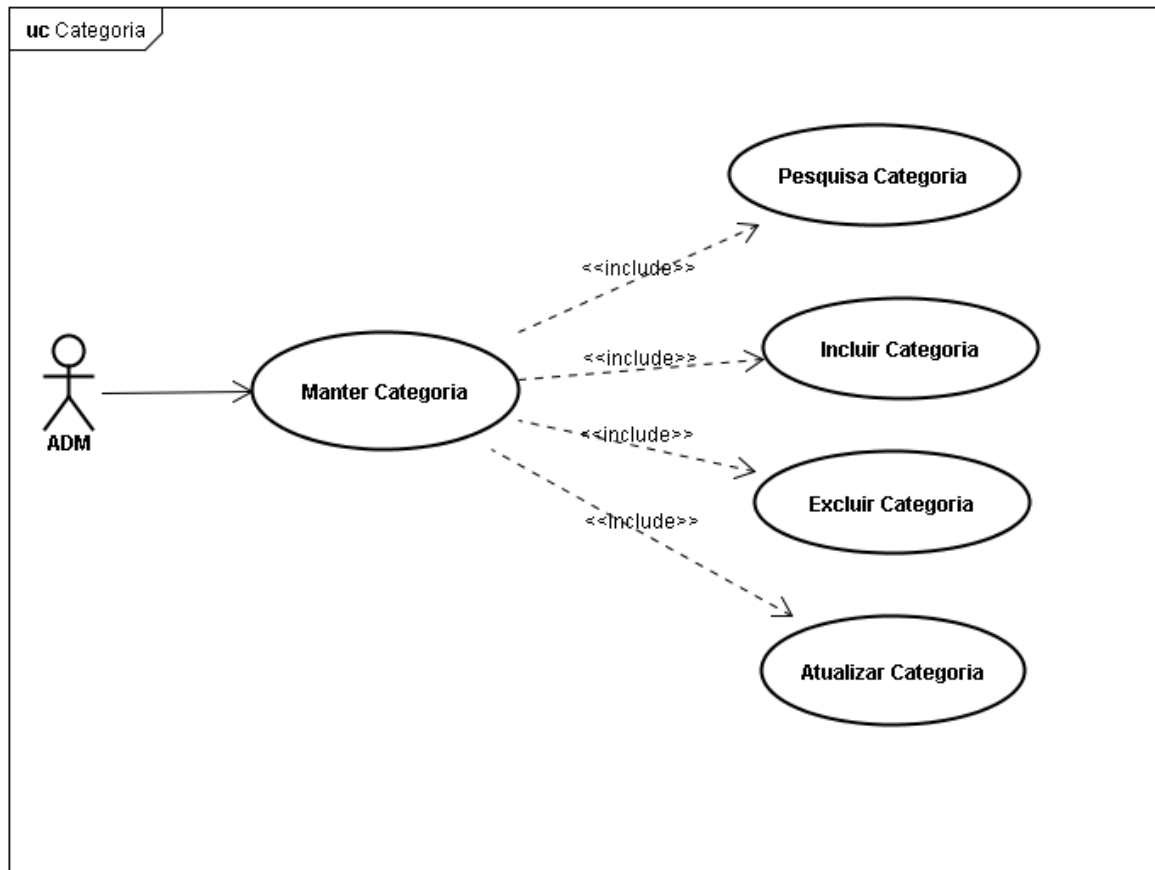 uc Categoria
Pesquisa Categoria
<<include>>
Incluir Categoria
<<include>>
Manter Categoria
ADM
<<include>>
Excluir Categoria
<<include>>
Atualizar Categoria